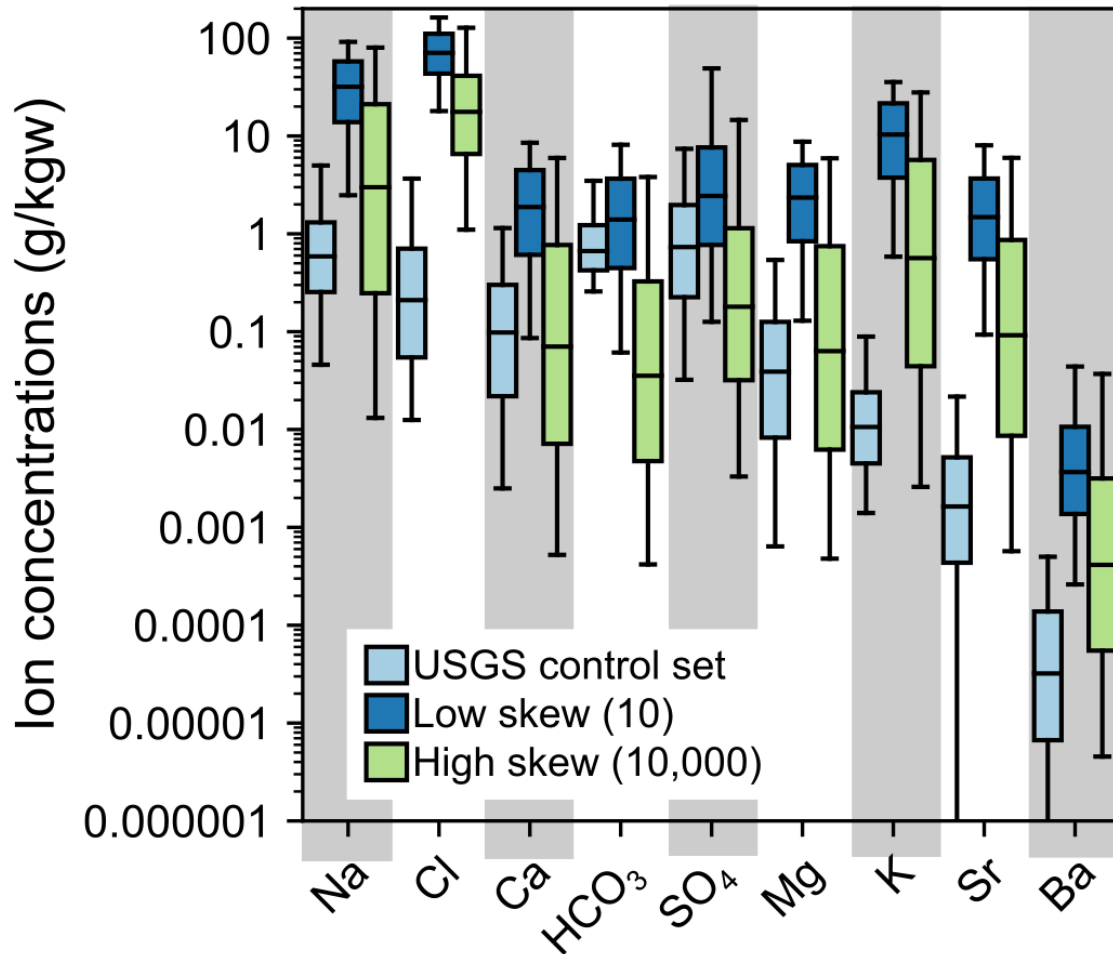 Ion concentrations (g/kgw)
100
10
1
0.1
0.01
0.001
0.0001
0.00001
0.000001
USGS control set
Low skew (10)
High skew (10,000)
Na
Cl
Ca
HCO₃
SO₄
Mg
K
Sr
Ba